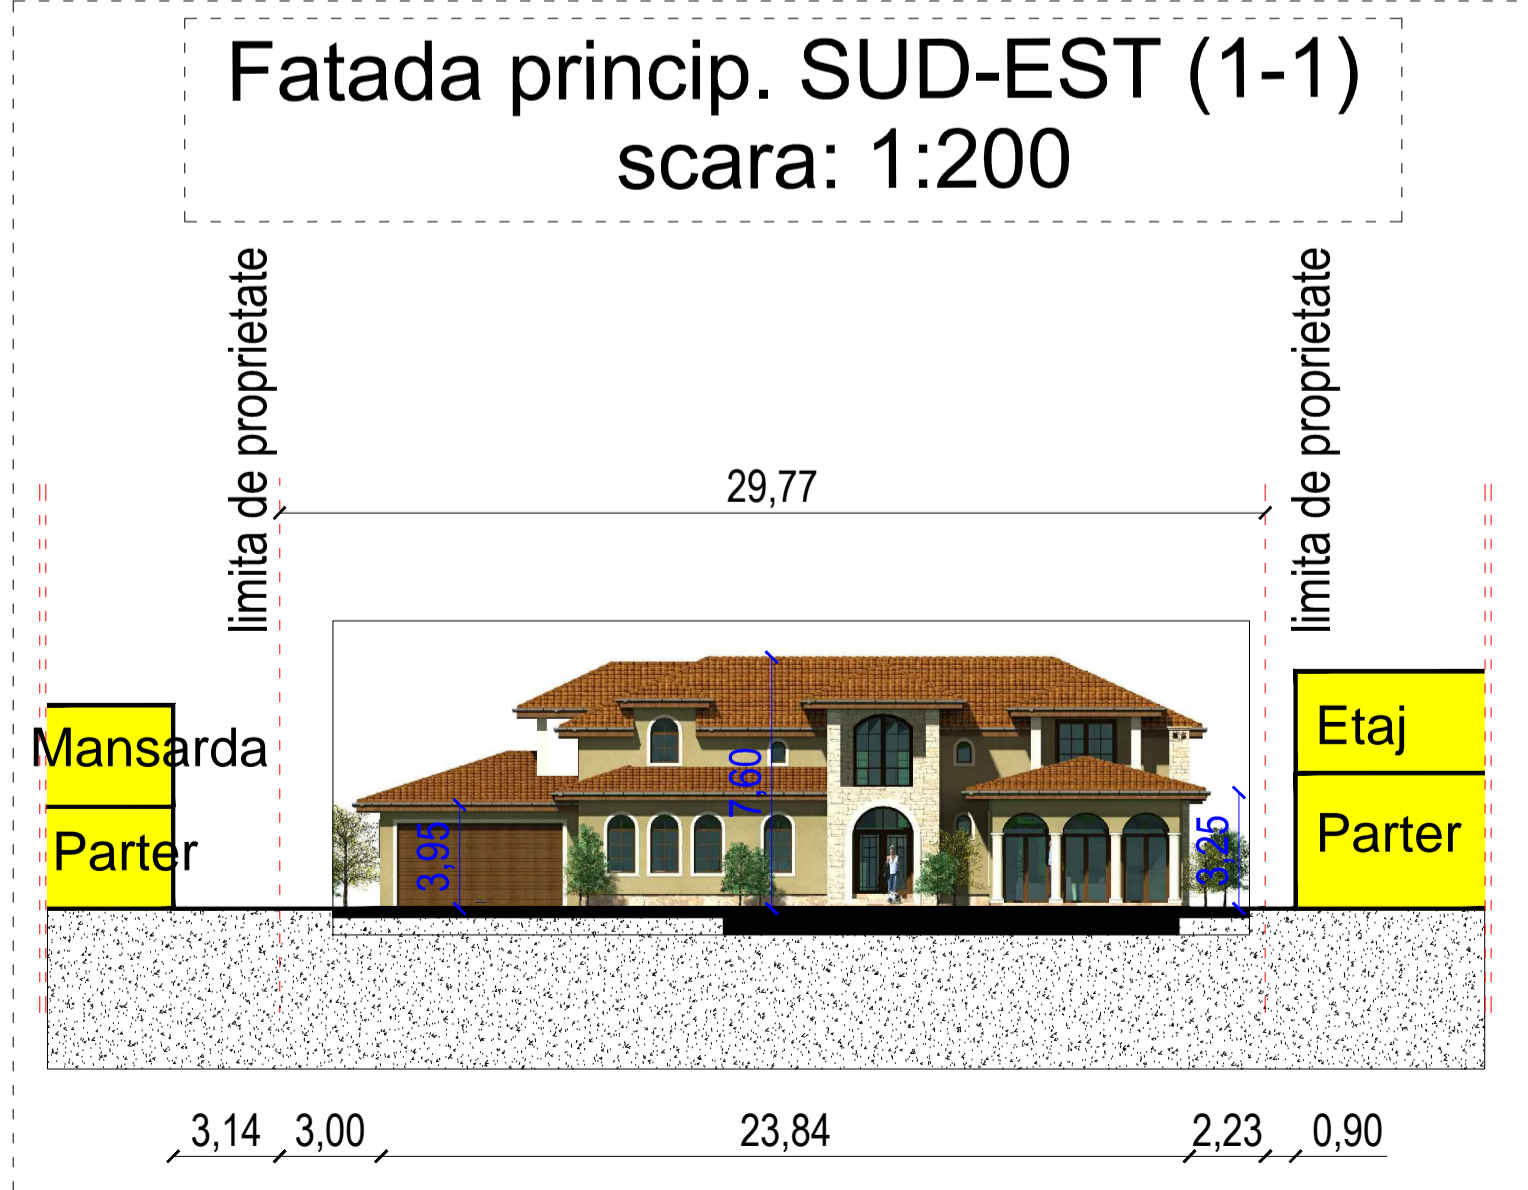 Fatada princip. SUD-EST (1-1)
scara: 1:200
limita de proprietate
limita de proprietate
29,77
Mansarda
Parter
3,95
7,60
3,25
Etaj
Parter
3,14
3,00
23,84
2,23
0,90